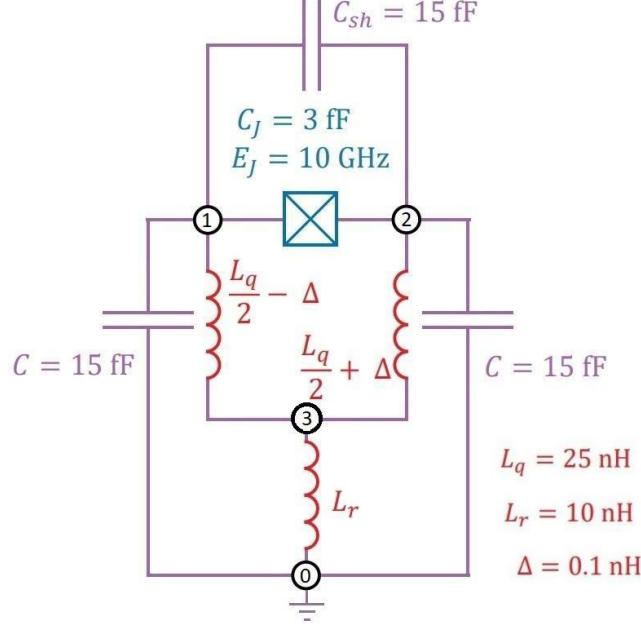 C_sh = 15 fF
C_J = 3 fF
E_J = 10 GHz
1
2
L_q/2 − Δ
L_q/2 + Δ
C = 15 fF
C = 15 fF
3
L_q = 25 nH
L_r
L_r = 10 nH
Δ = 0.1 nH
0